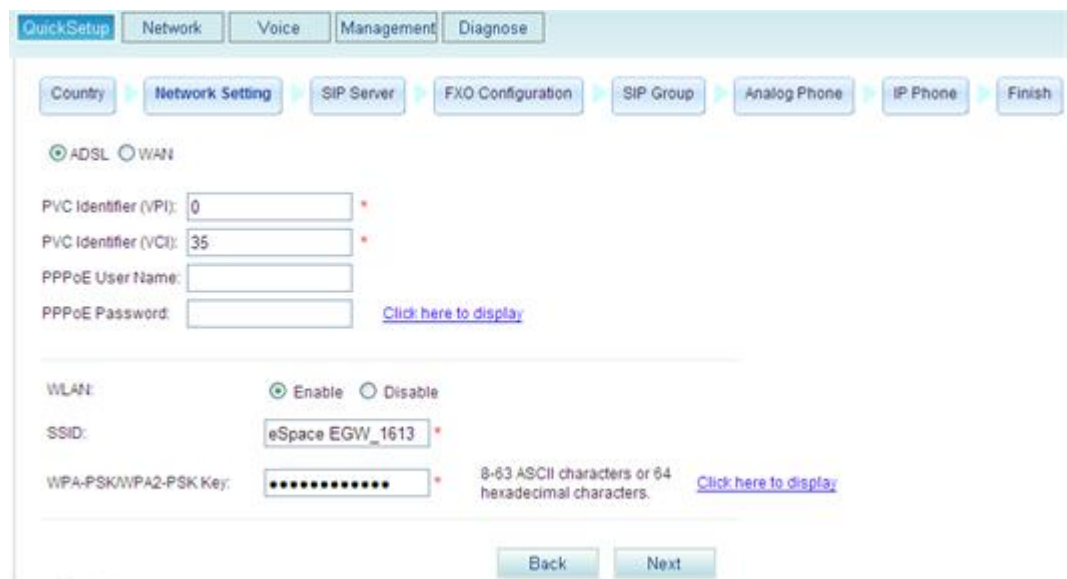 QuickSetup Network Voice Management Diagnose
Country Network Setting SIP Server FXO Configuration SIP Group Analog Phone IP Phone Finish
ADSL WAN
PVC Identifier (VPI): 0 *
PVC Identifier (VCI): 35 *
PPPoE User Name:
PPPoE Password: Click here to display
WLAN: Enable Disable
SSID: eSpace EGW_1613 *
WPA-PSK/WPA2-PSK Key: ●●●●●●●●●●●● * 8-63 ASCII characters or 64
hexadecimal characters. Click here to display
Back Next